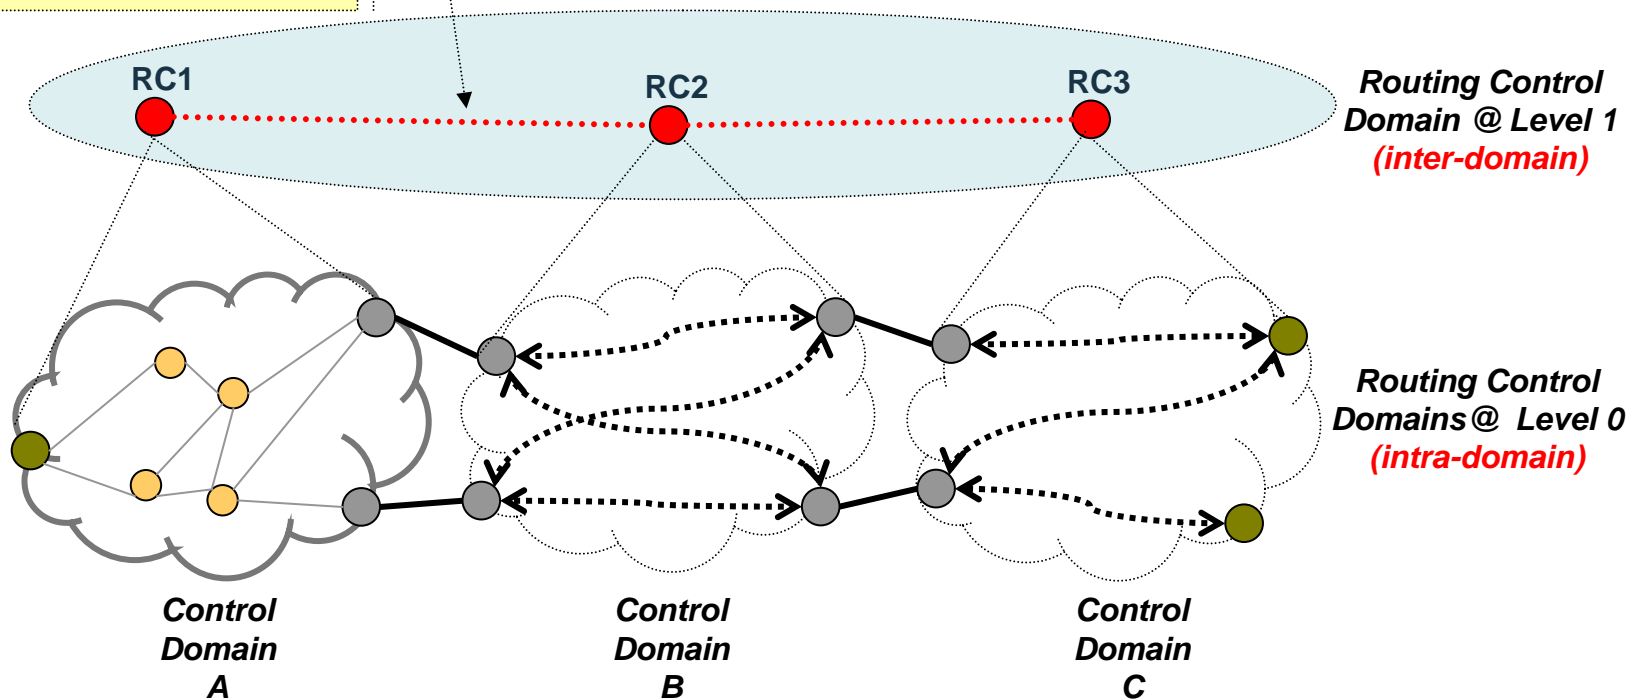 RC1
RC2
RC3
Routing Control
Domain @ Level 1
(inter-domain)
Routing Control
Domains@ Level 0
(intra-domain)
Control
Domain
A
Control
Domain
B
Control
Domain
C